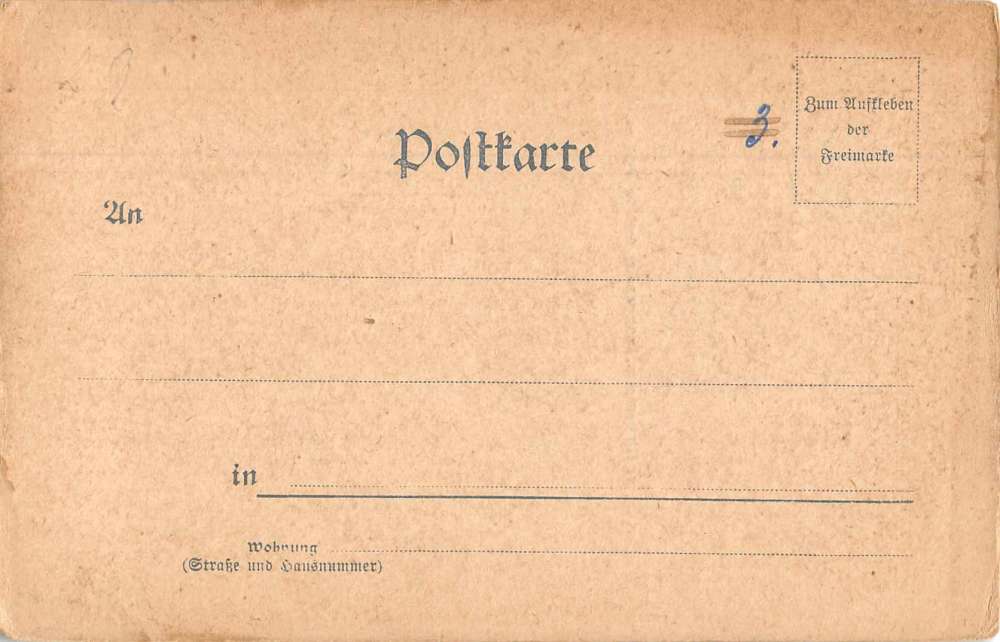 Postkarte
3.
Zum Aufkleben
der
Freimarke
An
in
Wohnung
(Straße und Hausnummer)